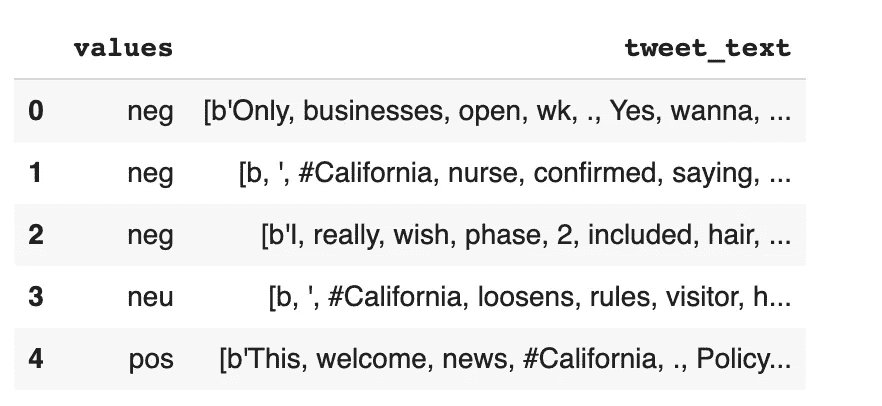 values tweet_text
0 neg [b'Only, businesses, open, wk, ., Yes, wanna, ...
1 neg [b, ', #California, nurse, confirmed, saying, ...
2 neg [b'I, really, wish, phase, 2, included, hair, ...
3 neu [b, ', #California, loosens, rules, visitor, h...
4 pos [b'This, welcome, news, #California, ., Policy...